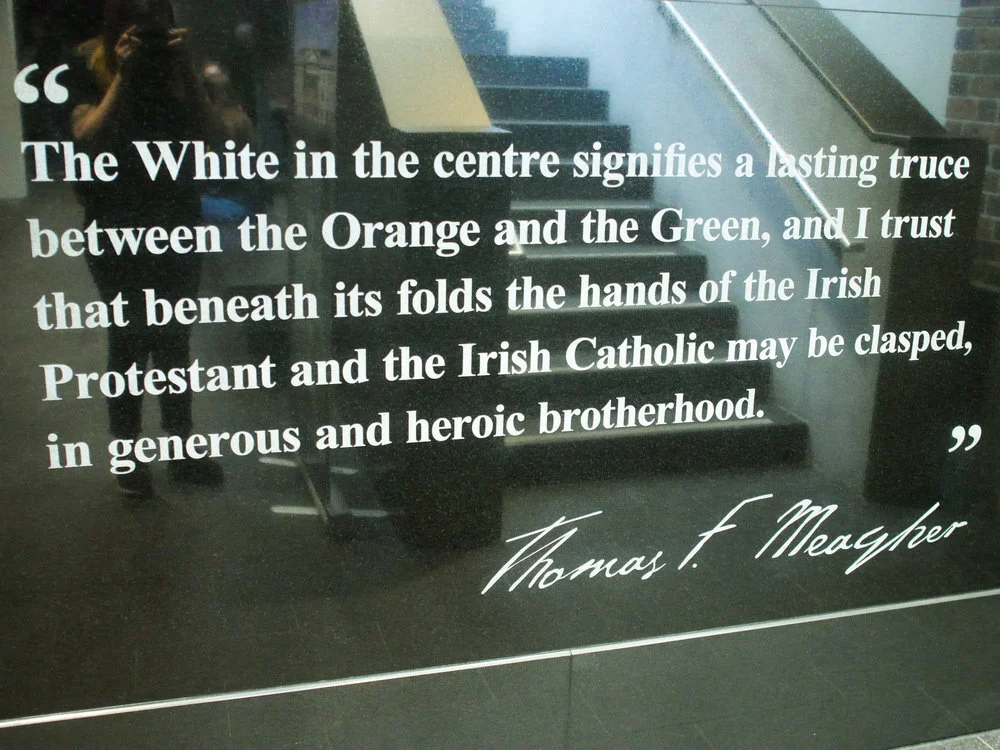 “
The White in the centre signifies a lasting truce
between the Orange and the Green, and I trust
that beneath its folds the hands of the Irish
Protestant and the Irish Catholic may be clasped,
in generous and heroic brotherhood.
”
Thomas F. Meagher